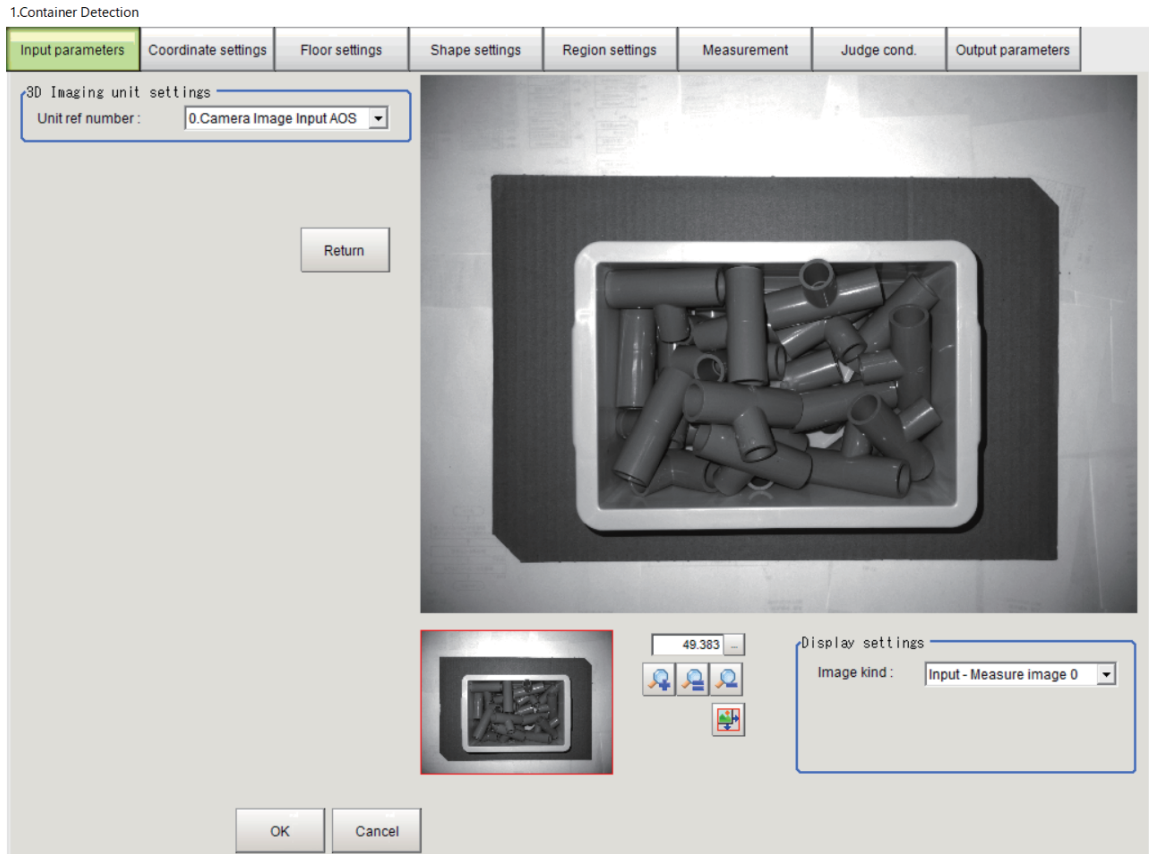 1.Container Detection
Input parameters
Coordinate settings
Floor settings
Shape settings
Region settings
Measurement
Judge cond.
Output parameters
3D Imaging unit settings
Unit ref number :
0.Camera Image Input AOS
Return
49.383
...
Display settings
Image kind :
Input - Measure image 0
OK
Cancel